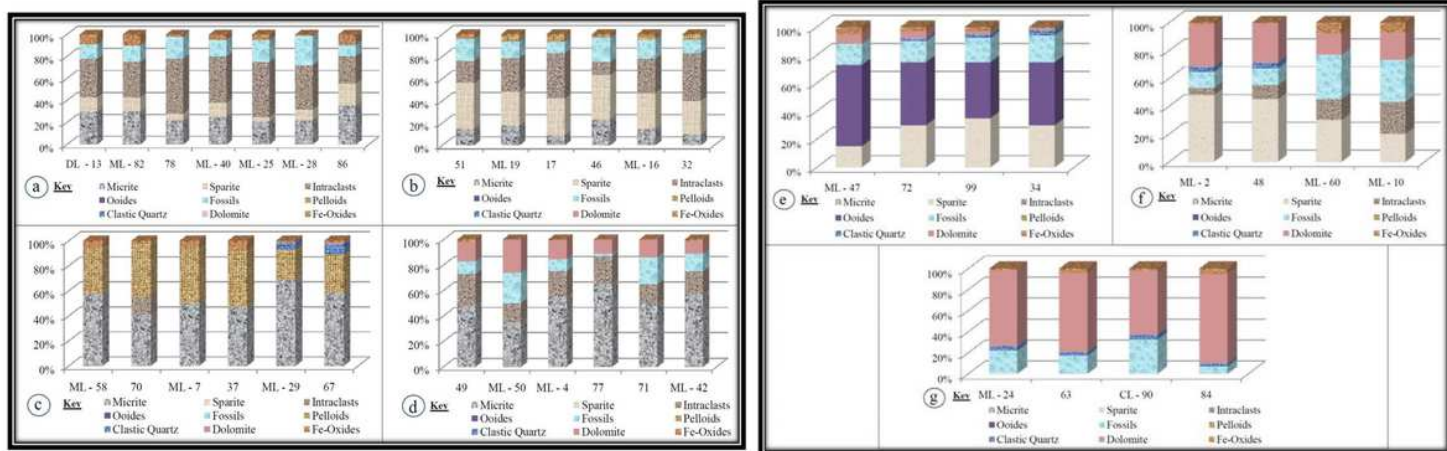 100%
80%
60%
40%
20%
0%
DL - 13 ML - 82 78 ML - 40 ML - 25 ML - 28 86
a Key
Micrite Sparite Intraclasts
Ooides Fossils Pelloids
Clastic Quartz Dolomite Fe-Oxides
100%
80%
60%
40%
20%
0%
51 ML 19 17 46 ML - 16 32
b Key
Micrite Sparite Intraclasts
Ooides Fossils Pelloids
Clastic Quartz Dolomite Fe-Oxides
100%
80%
60%
40%
20%
0%
ML - 58 70 ML - 7 37 ML - 29 67
c Key
Micrite Sparite Intraclasts
Ooides Fossils Pelloids
Clastic Quartz Dolomite Fe-Oxides
100%
80%
60%
40%
20%
0%
49 ML - 50 ML - 4 77 71 ML - 42
d Key
Micrite Sparite Intraclasts
Ooides Fossils Pelloids
Clastic Quartz Dolomite Fe-Oxides
100%
80%
60%
40%
20%
0%
ML - 47 72 99 34
e Key
Micrite Sparite Intraclasts
Ooides Fossils Pelloids
Clastic Quartz Dolomite Fe-Oxides
100%
80%
60%
40%
20%
0%
ML - 2 48 ML - 60 ML - 10
f Key
Micrite Sparite Intraclasts
Ooides Fossils Pelloids
Clastic Quartz Dolomite Fe-Oxides
100%
80%
60%
40%
20%
0%
ML - 24 63 CL - 90 84
g Key
Micrite Sparite Intraclasts
Ooides Fossils Pelloids
Clastic Quartz Dolomite Fe-Oxides